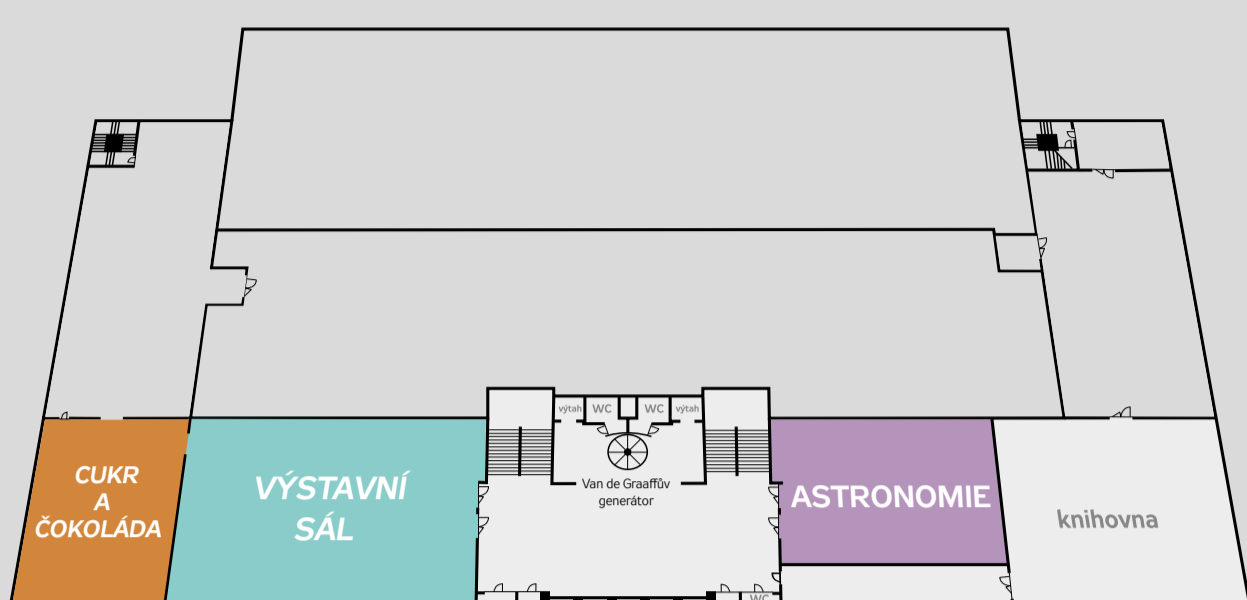 výtah
WC
WC
výtah
CUKR
A
ČOKOLÁDA
VÝSTAVNÍ
SÁL
Van de Graaffův
generátor
ASTRONOMIE
knihovna
WC